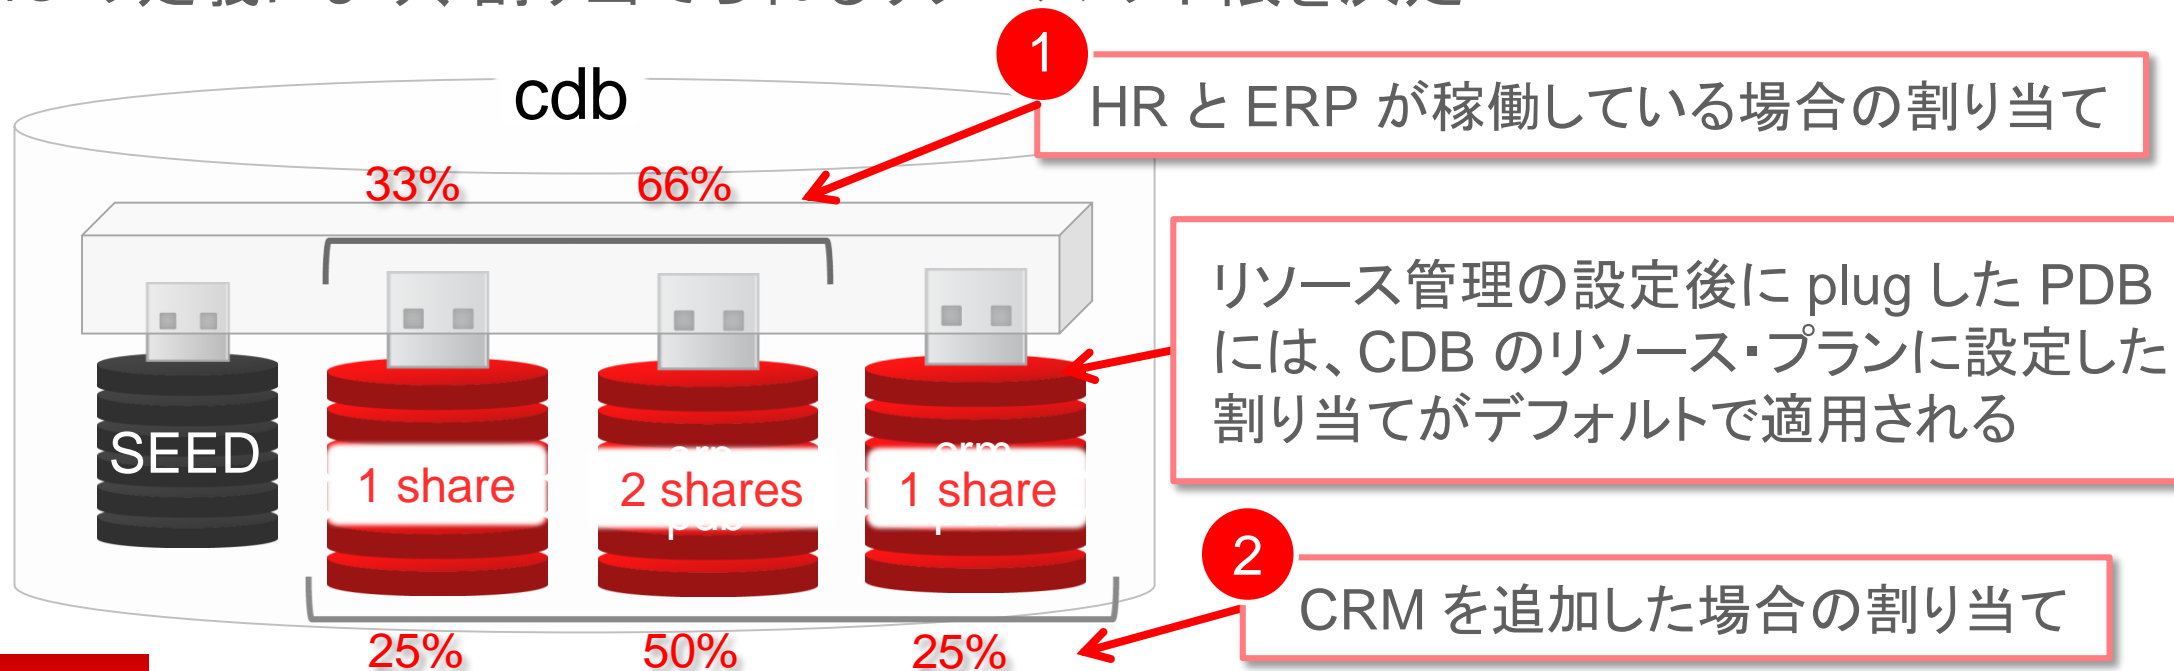 1
cdb
HR と ERP が稼働している場合の割り当て
33%
66%
リソース管理の設定後に plug した PDB
には、CDB のリソース・プランに設定した
割り当てがデフォルトで適用される
SEED
1 share
2 shares
1 share
2
CRM を追加した場合の割り当て
25%
50%
25%